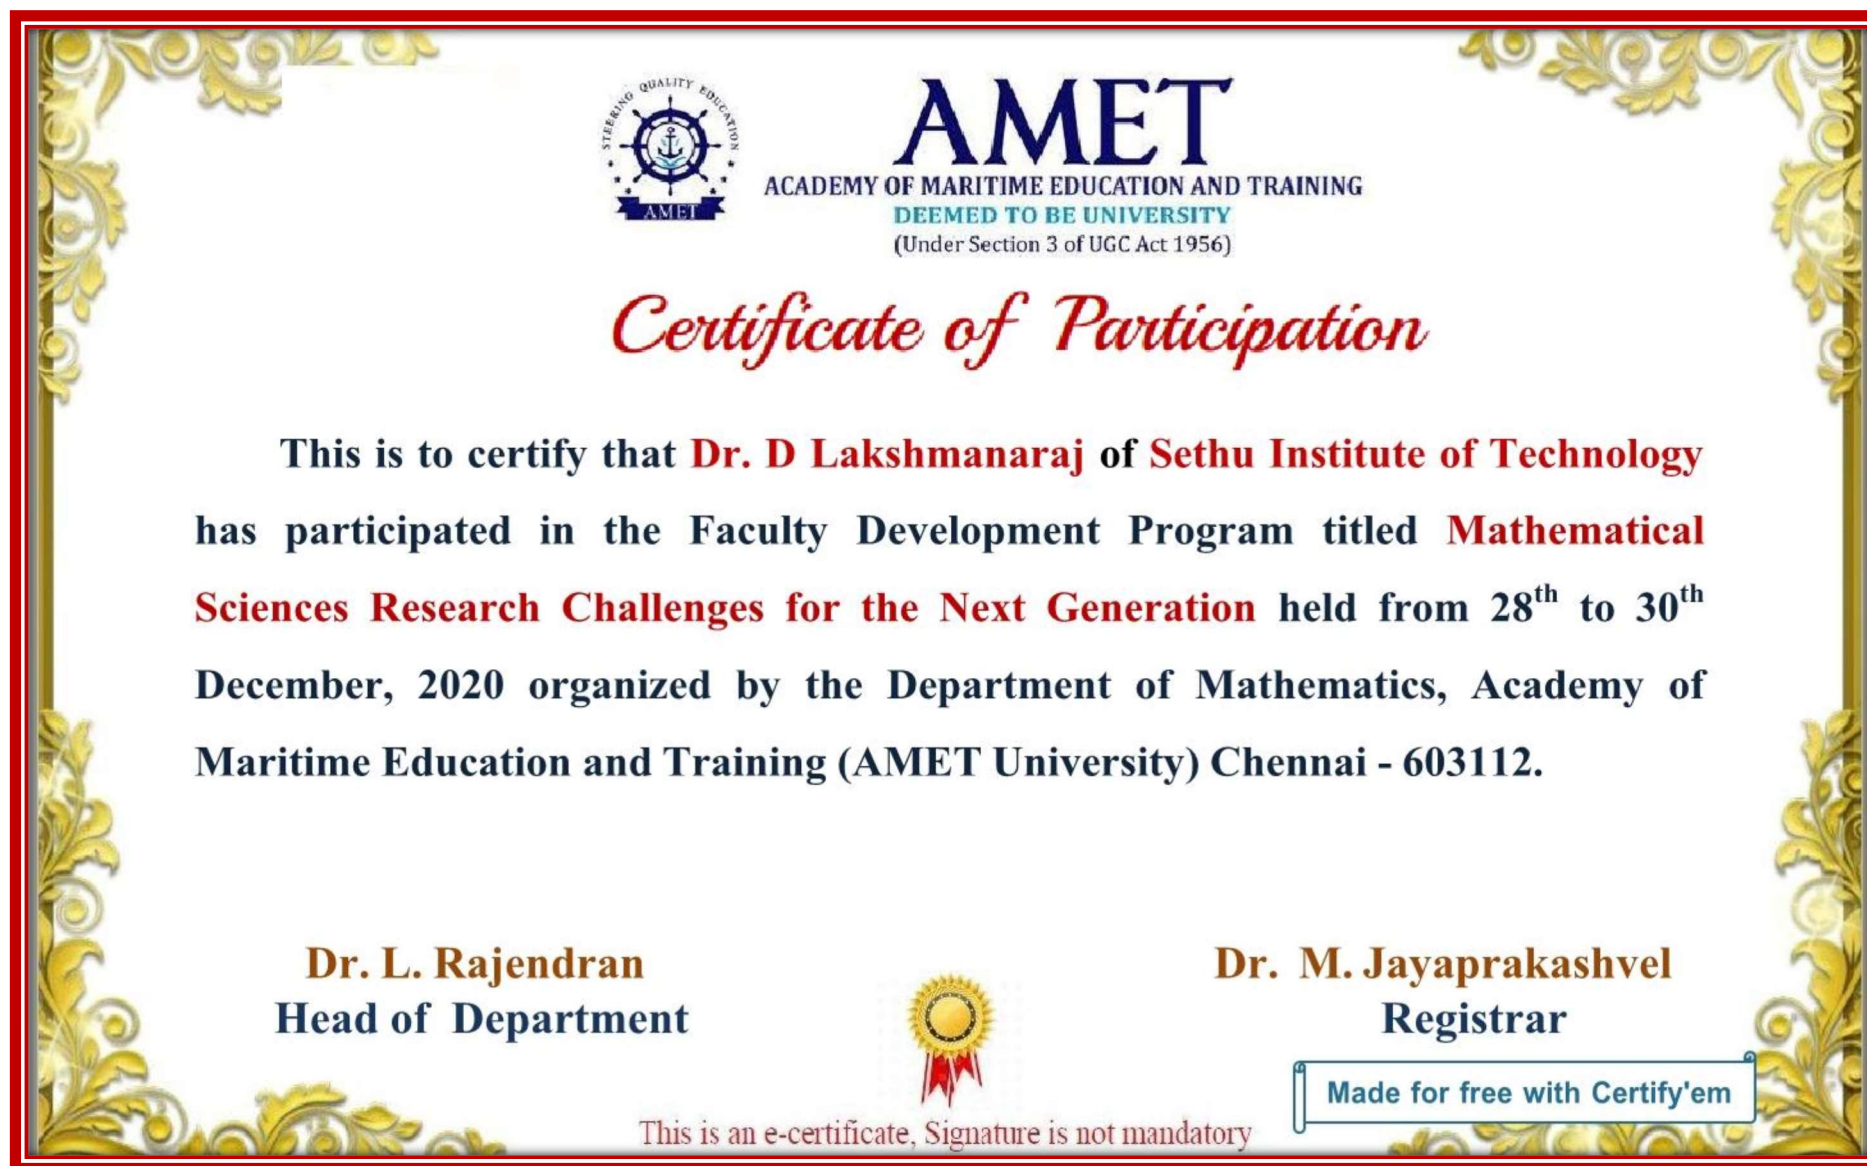 STEERING QUALITY EDUCATION
AMET
AMET
ACADEMY OF MARITIME EDUCATION AND TRAINING
DEEMED TO BE UNIVERSITY
(Under Section 3 of UGC Act 1956)
Certificate of Participation
This is to certify that Dr. D Lakshmanaraj of Sethu Institute of Technology
has participated in the Faculty Development Program titled Mathematical
Sciences Research Challenges for the Next Generation held from 28th to 30th
December, 2020 organized by the Department of Mathematics, Academy of
Maritime Education and Training (AMET University) Chennai - 603112.
Dr. L. Rajendran
Head of Department
Dr. M. Jayaprakashvel
Registrar
Made for free with Certify'em
This is an e-certificate, Signature is not mandatory